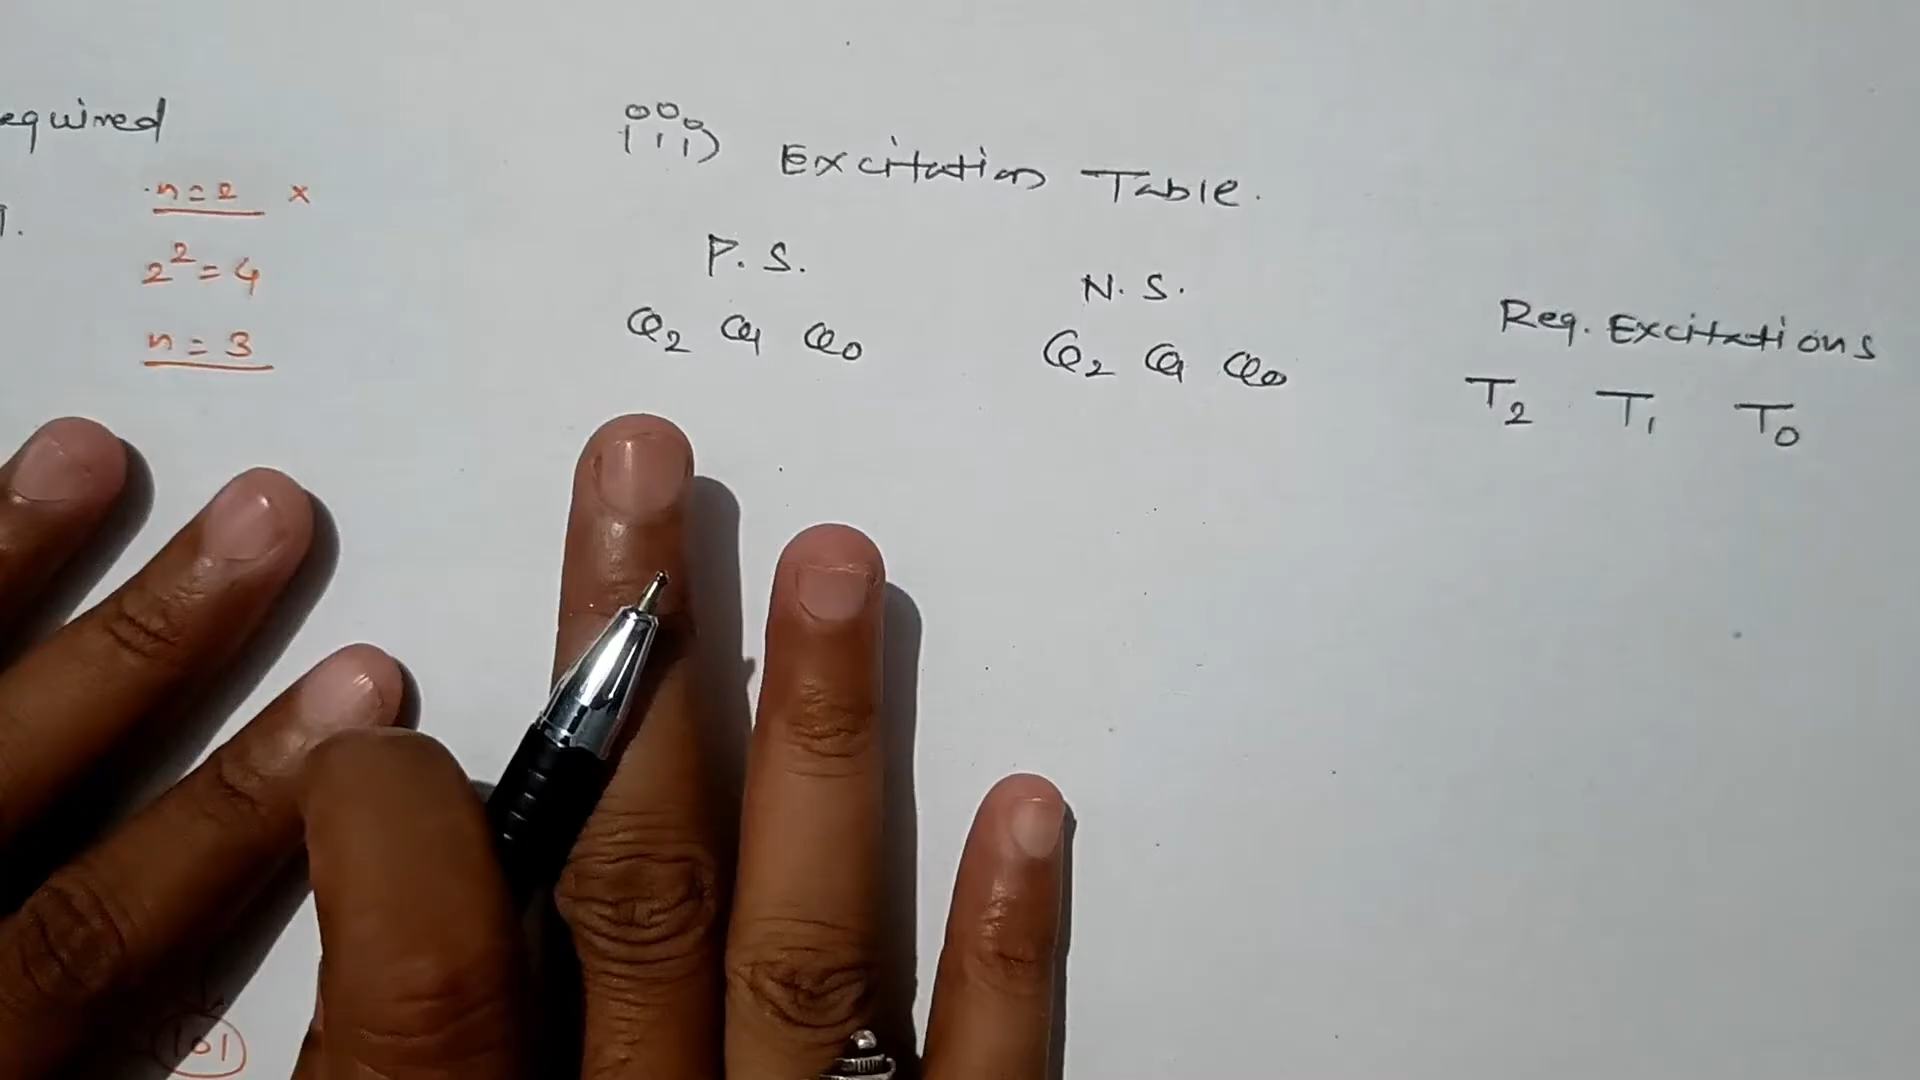 equired
n=2 x
1.
2²=4
n=3
iii) Excitation Table.
P.S.
N.S.
Req. Excitations
Q2 Q1 Q0
Q2 Q1 Q0
T2 T1 T0
101